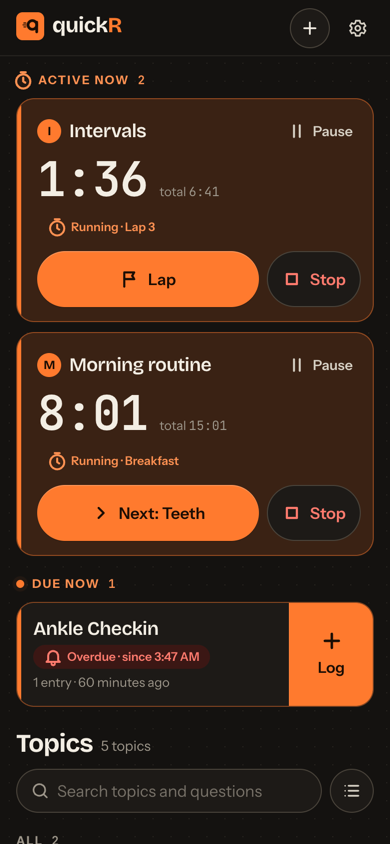 quickR
ACTIVE NOW 2
I Intervals
Pause
1:36 total 6:41
Running · Lap 3
Lap
Stop
M Morning routine
Pause
8:01 total 15:01
Running · Breakfast
Next: Teeth
Stop
DUE NOW 1
Ankle Checkin
Overdue · since 3:47 AM
1 entry · 60 minutes ago
Log
Topics 5 topics
Search topics and questions
ALL 2